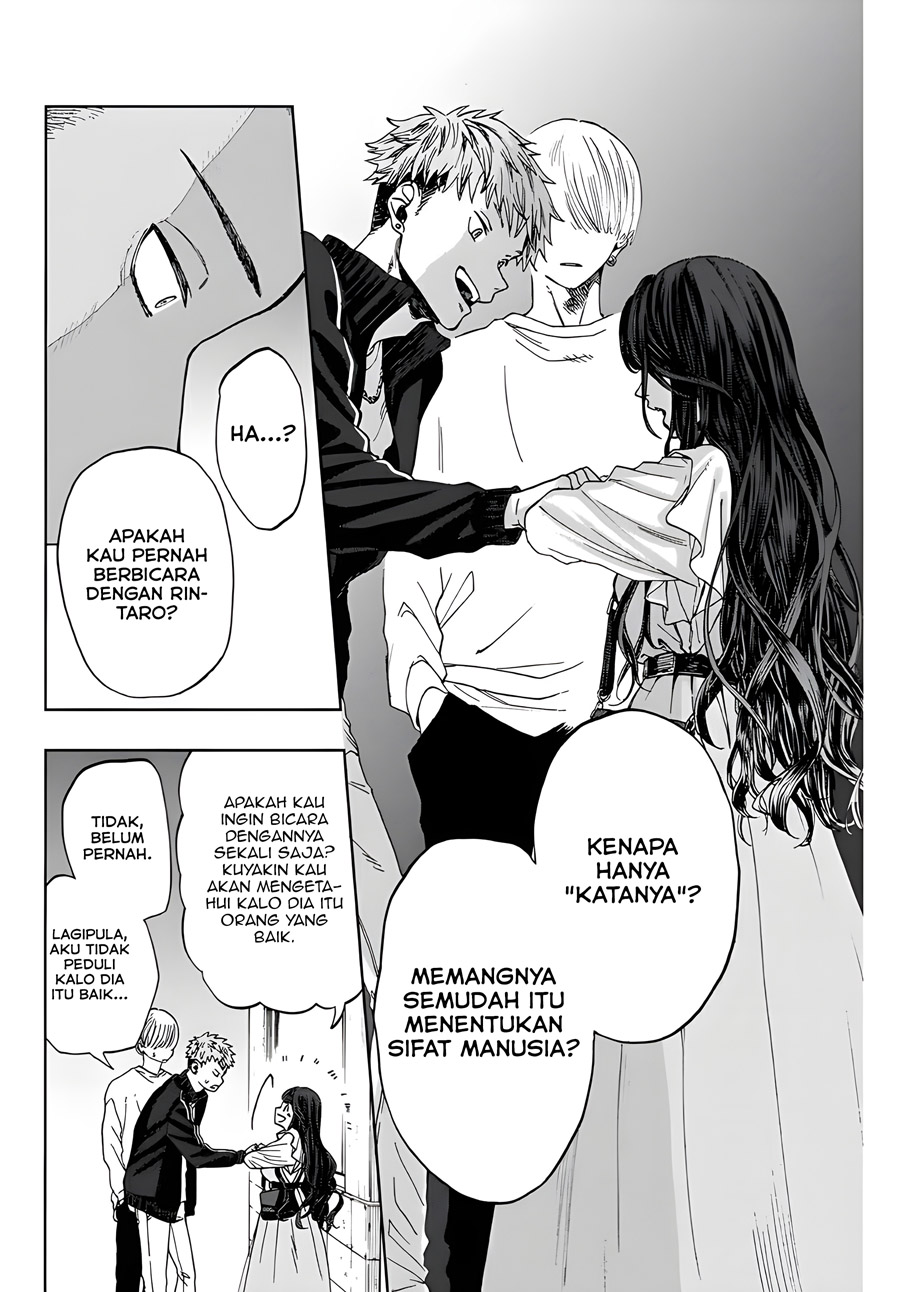 KENAPA
HANYA
"KATANYA"?
MEMANGNYA
SEMUDAH ITU
MENENTUKAN
SIFAT MANUSIA?
HA...?
APAKAH
KAU PERNAH
BERBICARA
DENGAN RIN-
TARO?
APAKAH KAU
INGIN BICARA
DENGANNYA
SEKALI SAJA?
KUYAKIN KAU
AKAN MENGETA-
HUI KALO DIA ITU
ORANG YANG
BAIK.
TIDAK,
BELUM
PERNAH.
LAGIPULA,
AKU TIDAK
PEDULI
KALO DIA
ITU BAIK...